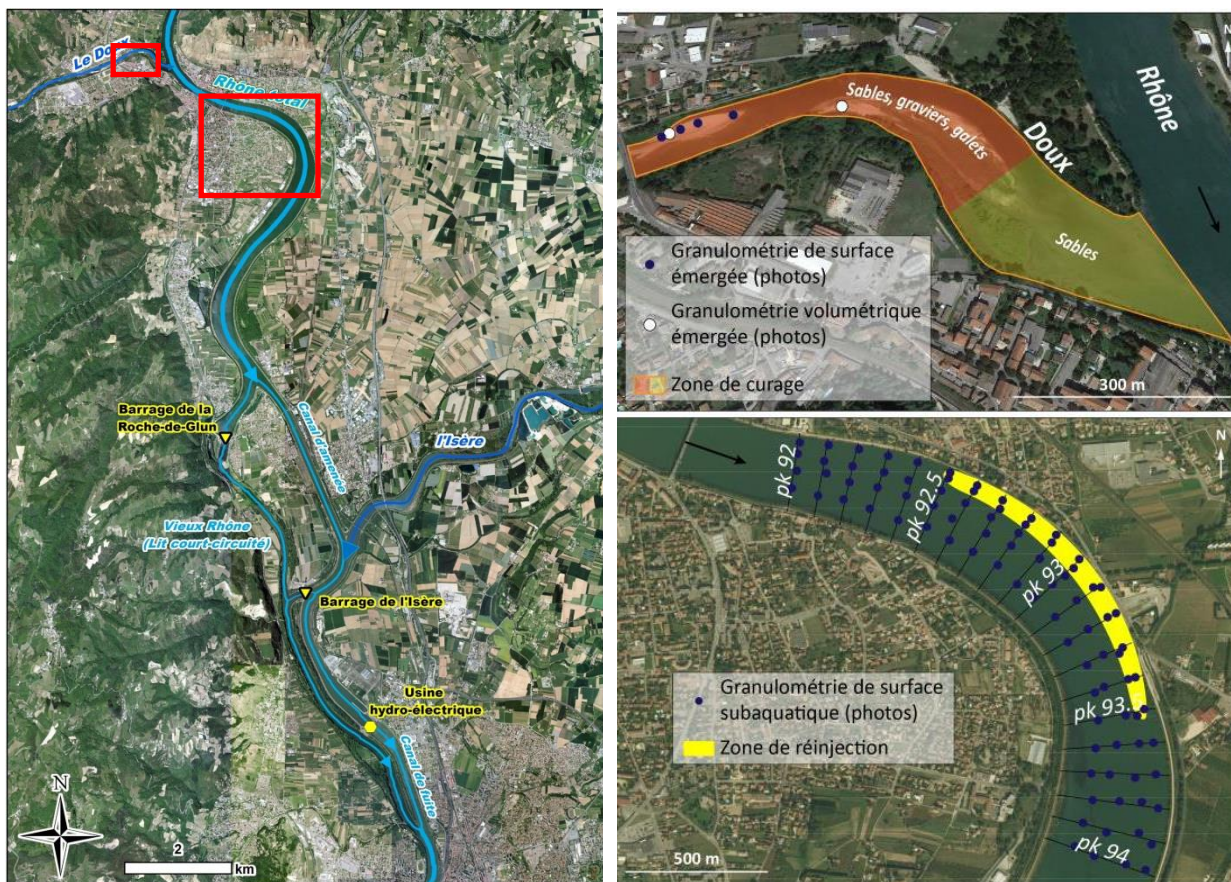 Le Doux
Rhône total
Barrage de la
Roche-de-Glun
Canal d'amenée
l'Isère
Vieux Rhône
(Lit court-circuité)
Barrage de l'Isère
Usine
hydro-électrique
Canal de fuite
N
2
km
N
Rhône
Sables, graviers, galets
Doux
Sables
Granulométrie de surface
émergée (photos)
Granulométrie volumétrique
émergée (photos)
Zone de curage
300 m
N
pk 92
pk 92.5
pk 93
pk 93.
pk 94
Granulométrie de surface
subaquatique (photos)
Zone de réinjection
500 m